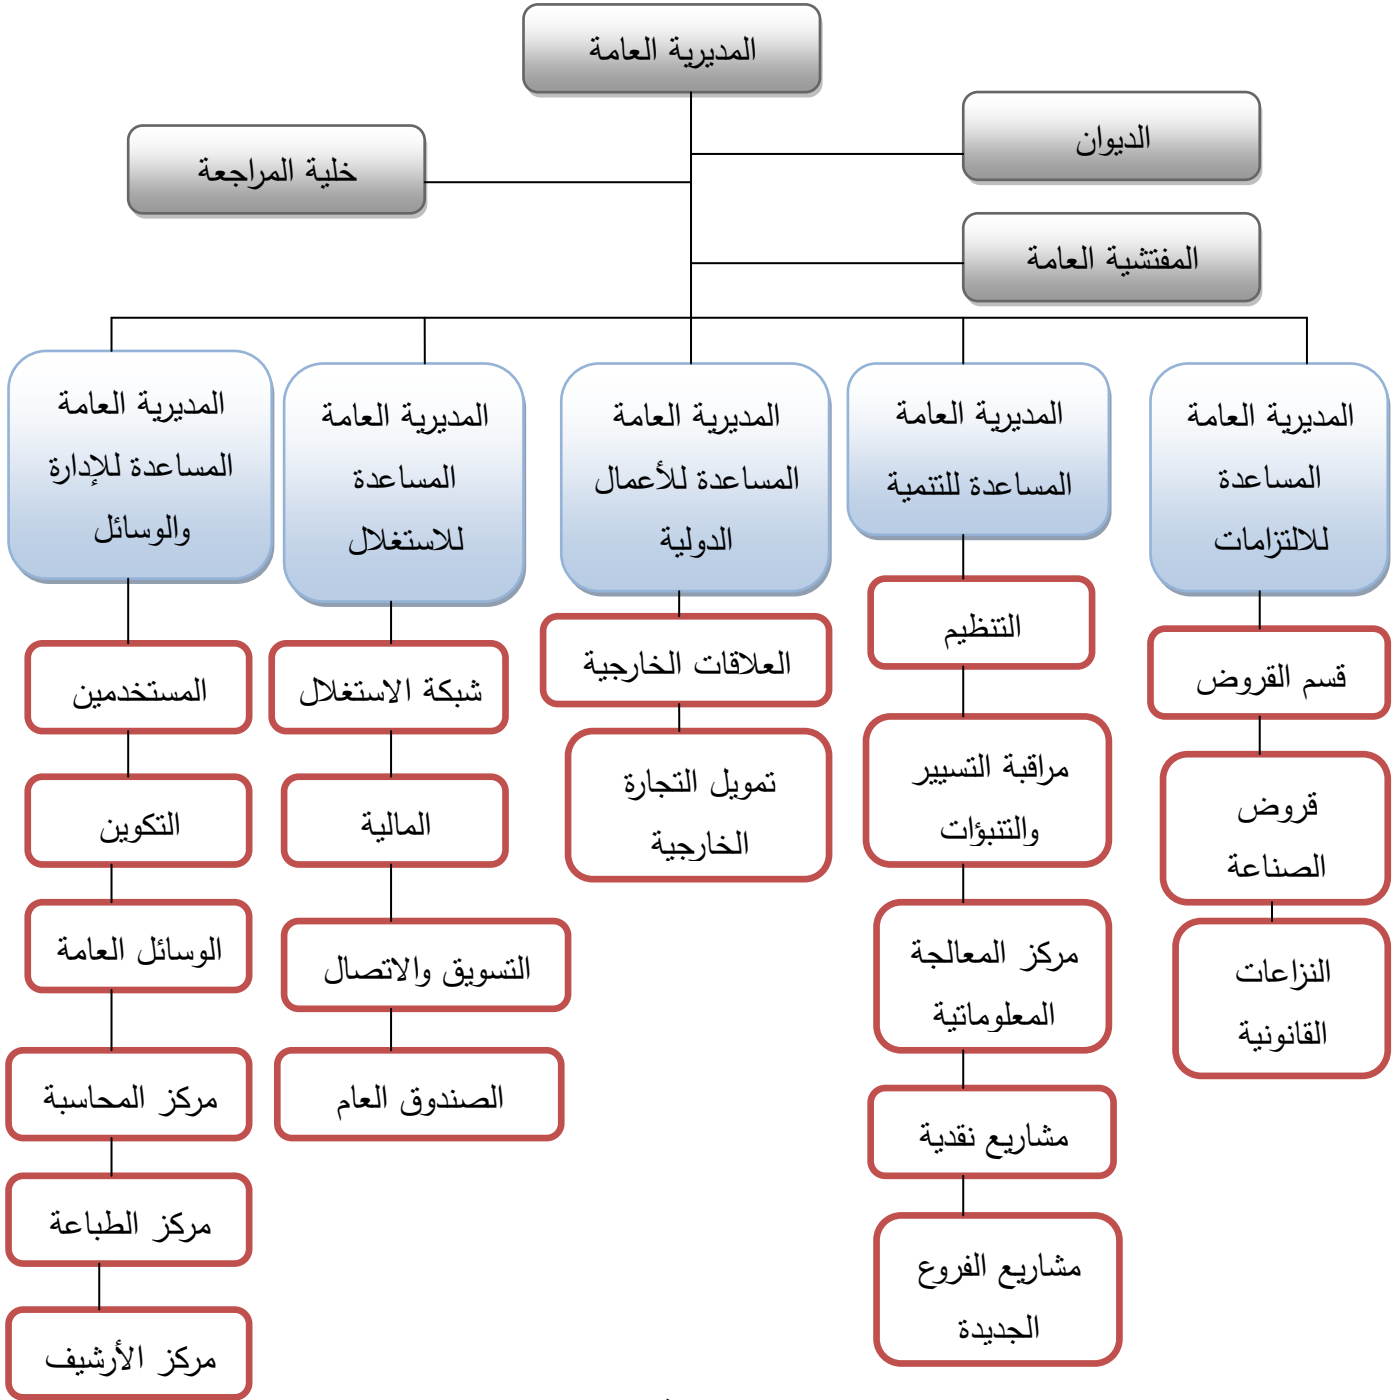 المديرية العامة
الديوان
خلية المراجعة
المفتشية العامة
المديرية العامة
المساعدة
للالتزامات
قسم القروض
قروض
الصناعة
النزاعات
القانونية
المديرية العامة
المساعدة للتنمية
التنظيم
مراقبة التسيير
والتنبؤات
مركز المعالجة
المعلوماتية
مشاريع نقدية
مشاريع الفروع
الجديدة
المديرية العامة
المساعدة للأعمال
الدولية
العلاقات الخارجية
تمويل التجارة
الخارجية
المديرية العامة
المساعدة
للاستغلال
شبكة الاستغلال
المالية
التسويق والاتصال
الصندوق العام
المديرية العامة
المساعدة للإدارة
والوسائل
المستخدمين
التكوين
الوسائل العامة
مركز المحاسبة
مركز الطباعة
مركز الأرشيف